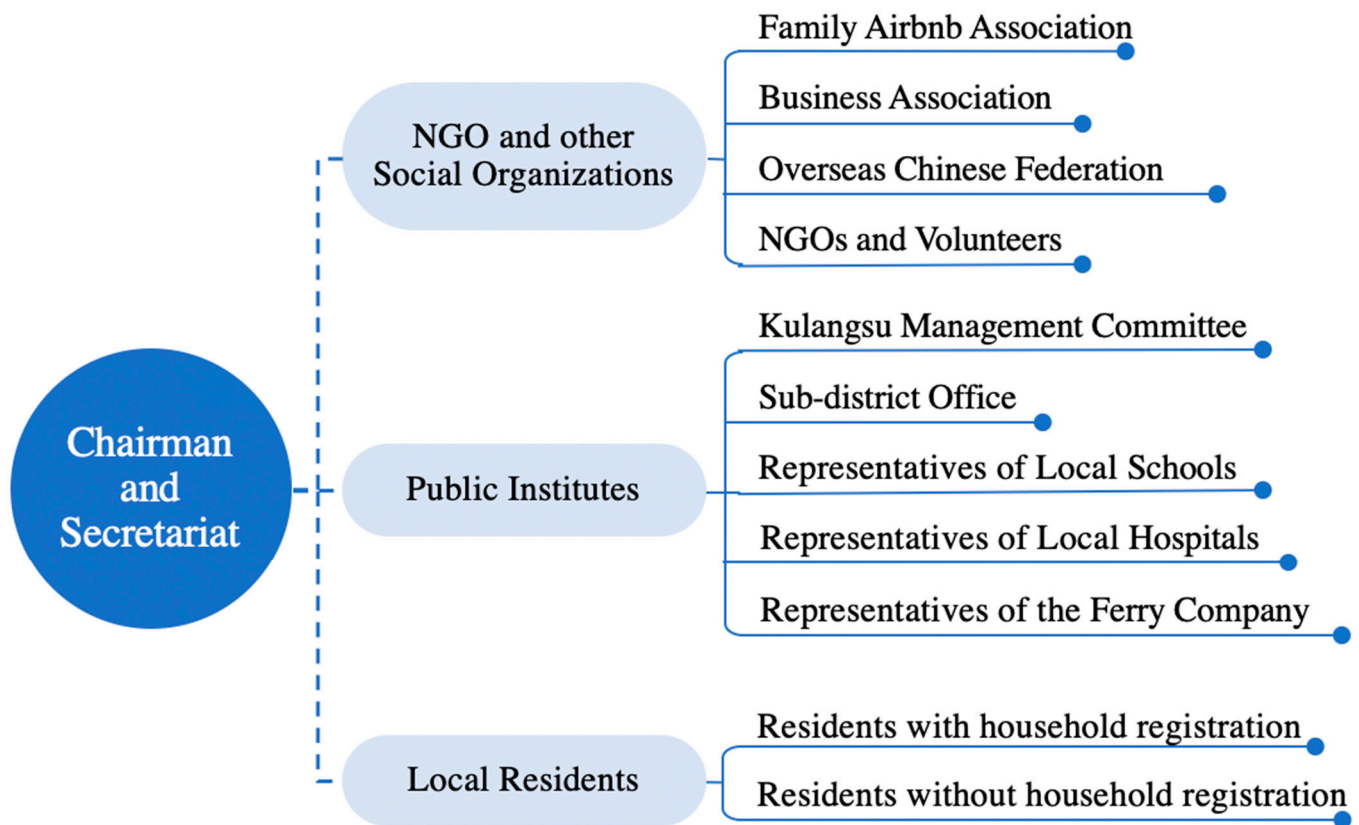 Chairman
and
Secretariat
NGO and other
Social Organizations
Family Airbnb Association
Business Association
Overseas Chinese Federation
NGOs and Volunteers
Public Institutes
Kulangsu Management Committee
Sub-district Office
Representatives of Local Schools
Representatives of Local Hospitals
Representatives of the Ferry Company
Local Residents
Residents with household registration
Residents without household registration